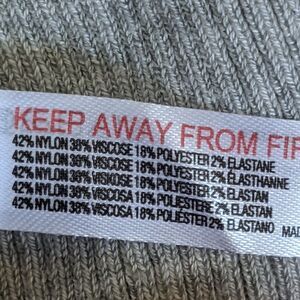 KEEP AWAY FROM FIR
42% NYLON 38% VISCOSE 18% POLYESTER 2% ELASTANE
42% NYLON 38% VISCOSE 18% POLYESTER 2% ELASTHANNE
42% NYLON 38% VISKOSE 18% POLYESTER 2% ELASTAN
42% NYLON 38% VISCOSA 18% POLIESTERE 2% ELASTAN
42% NYLON 38% VISCOSA 18% POLIÉSTER 2% ELASTANO MAD